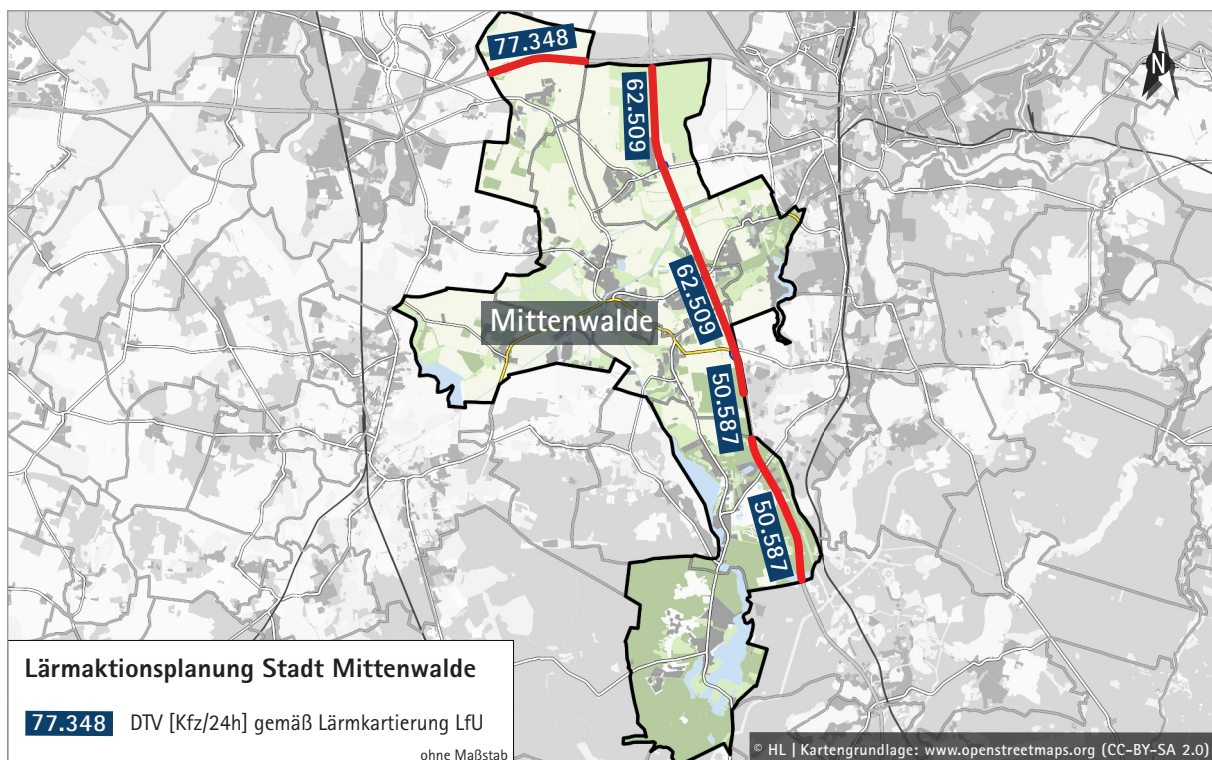 77.348
N
62.509
62.509
Mittenwalde
50.587
50.587
Lärmaktionsplanung Stadt Mittenwalde
77.348 DTV [Kfz/24h] gemäß Lärmkartierung LfU
ohne Maßstab
© HL | Kartengrundlage: www.openstreetmaps.org (CC-BY-SA 2.0)